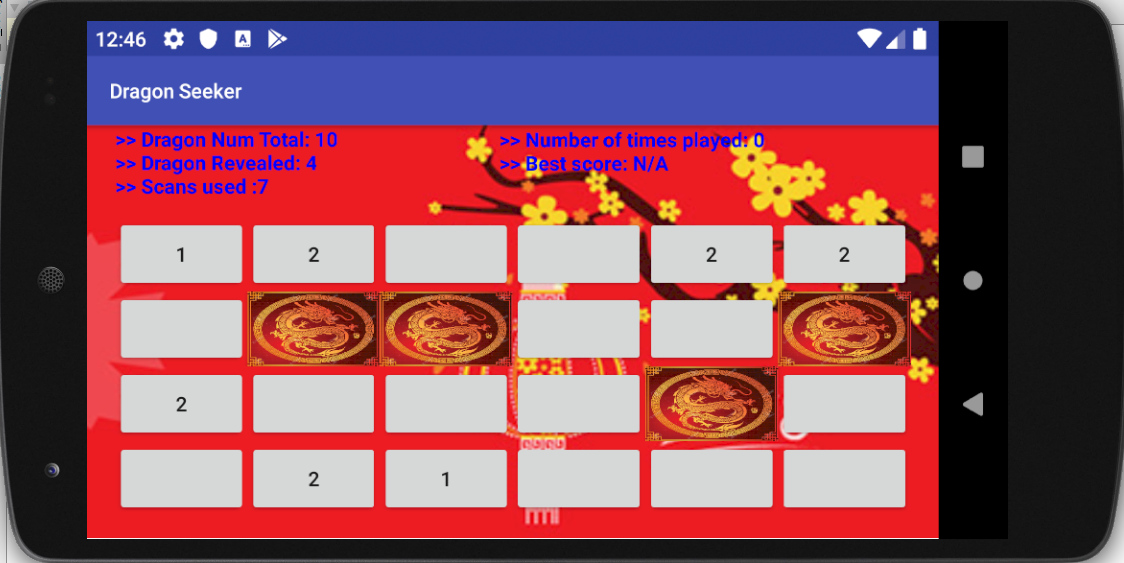 12:46
Dragon Seeker
>> Dragon Num Total: 10
>> Number of times played: 0
>> Dragon Revealed: 4
>> Best score: N/A
>> Scans used :7
1 2 2 2
2
2 1